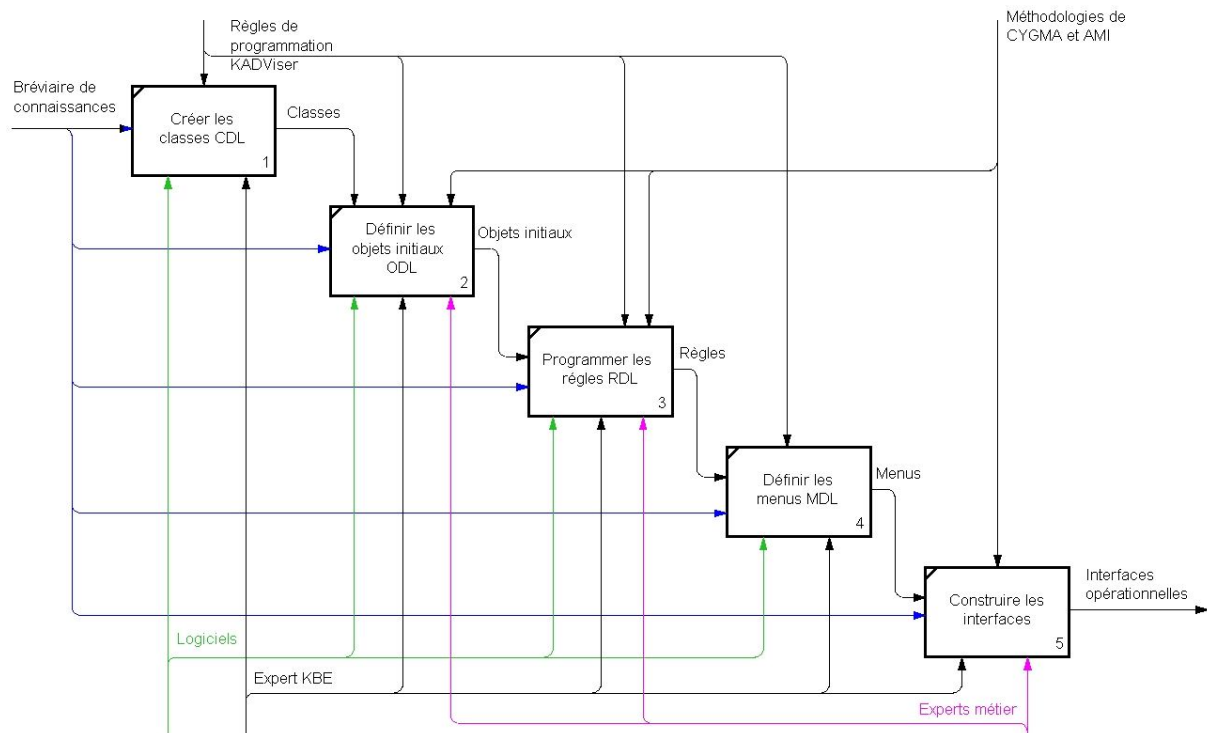 Règles de
programmation
KADViser
Méthodologies de
CYGMA et AMI
Bréviaire de
connaissances
Créer les
classes CDL
1
Classes
Définir les
objets initiaux
ODL
2
Objets initiaux
Programmer les
régles RDL
3
Règles
Définir les
menus MDL
4
Menus
Construire les
interfaces
5
Interfaces
opérationnelles
Logiciels
Expert KBE
Experts métier